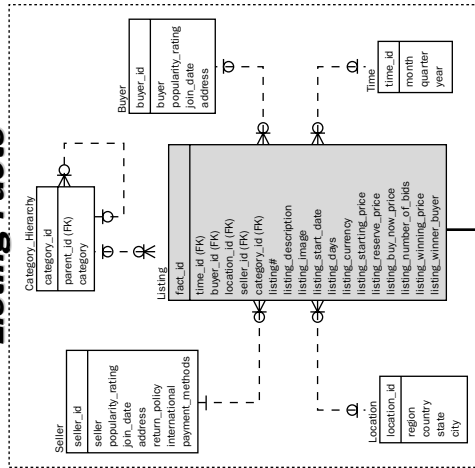 Category_Hierarchy
category_id
parent_id (FK)
category
Buyer
buyer_id
buyer
popularity_rating
join_date
address
Seller
seller_id
seller
popularity_rating
join_date
address
return_policy
international
payment_methods
Listing
fact_id
time_id (FK)
buyer_id (FK)
location_id (FK)
seller_id (FK)
category_id (FK)
listing#
listing_description
listing_image
listing_start_date
listing_days
listing_currency
listing_starting_price
listing_reserve_price
listing_buy_now_price
listing_number_of_bids
listing_winning_price
listing_winner_buyer
Location
location_id
region
country
state
city
Time
time_id
month
quarter
year